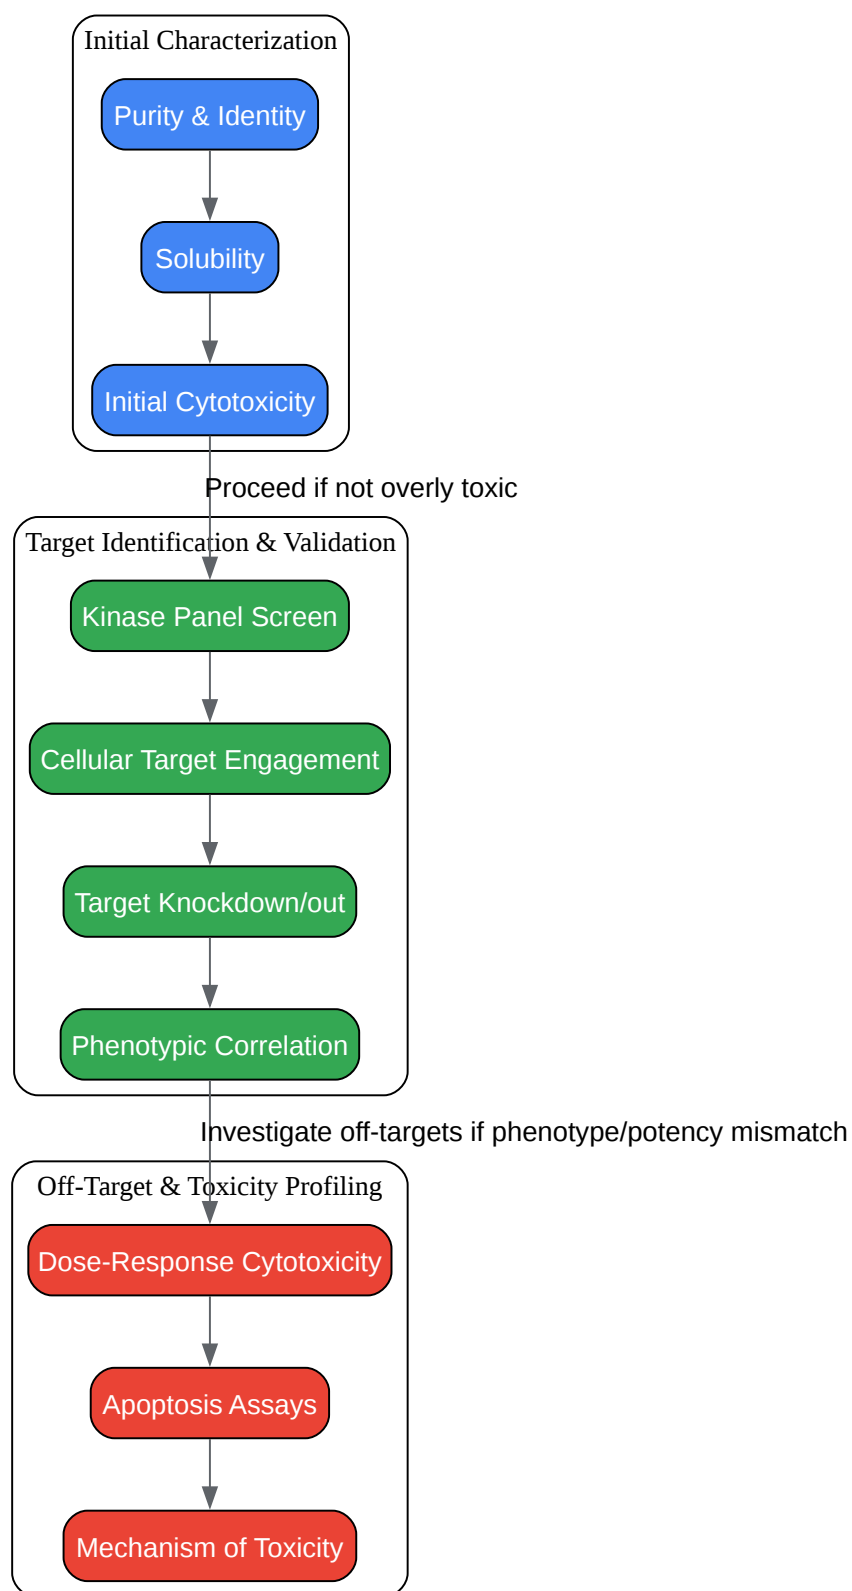 Initial Characterization
Purity & Identity
Solubility
Initial Cytotoxicity
Proceed if not overly toxic
Target Identification & Validation
Kinase Panel Screen
Cellular Target Engagement
Target Knockdown/out
Phenotypic Correlation
Investigate off-targets if phenotype/potency mismatch
Off-Target & Toxicity Profiling
Dose-Response Cytotoxicity
Apoptosis Assays
Mechanism of Toxicity